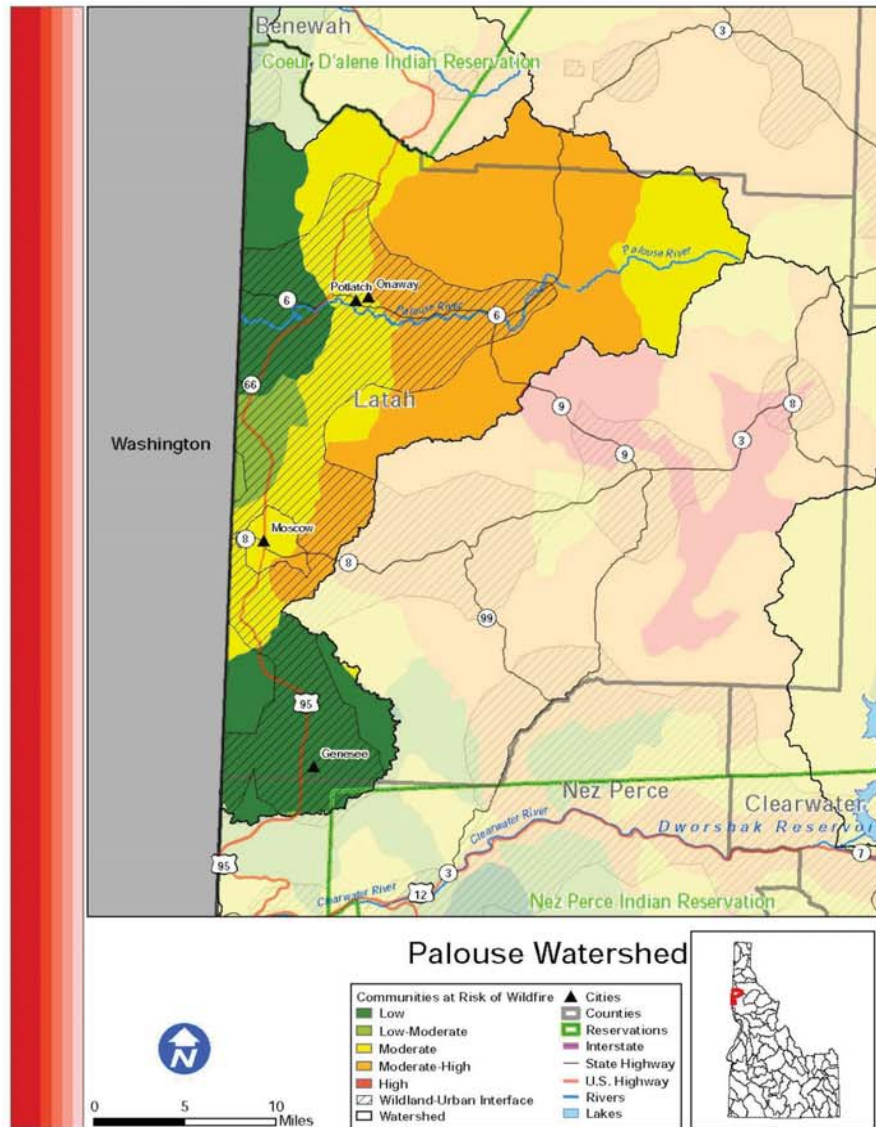 Benewah
3
Coeur D'alene Indian Reservation
Palouse River
Potlatch Onaway
6
Palouse River
6
66
Latah
9
8
Washington
9
3
Moscow
8
8
99
95
Genesee
Nez Perce
Clearwater
Clearwater River
Dworshak Reservoir
95
3
7
Clearwater River
12
Nez Perce Indian Reservation
Palouse Watershed
Communities at Risk of Wildfire
Low
Low-Moderate
Moderate
Moderate-High
High
Wildland-Urban Interface
Watershed
Cities
Counties
Reservations
Interstate
State Highway
U.S. Highway
Rivers
Lakes
N
0 5 10
Miles
P